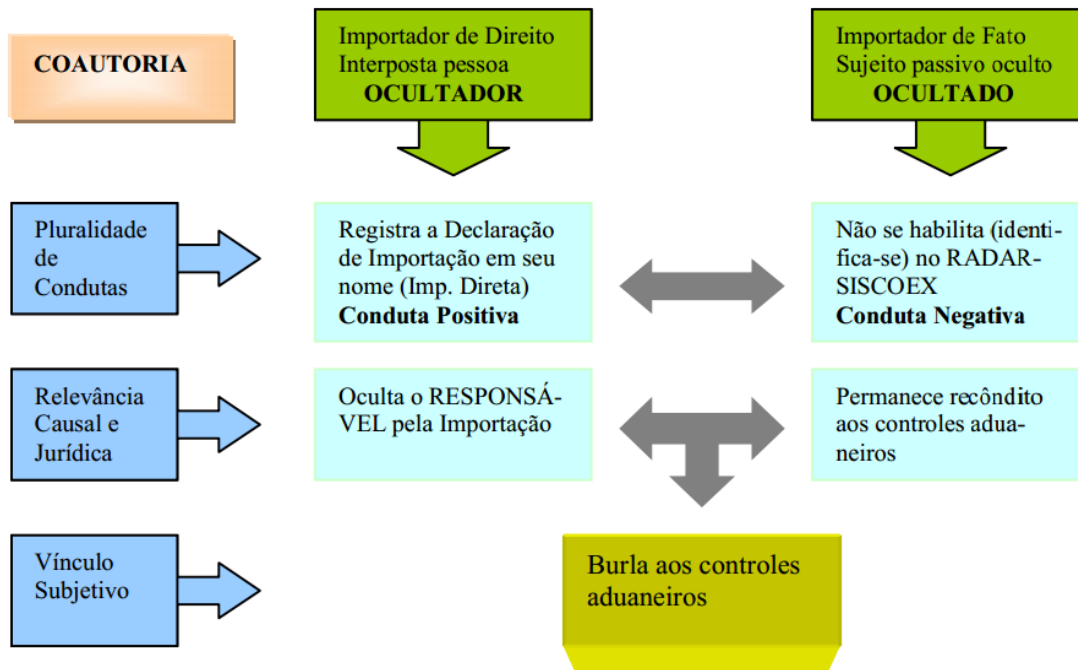 COAUTORIA
Importador de Direito
Interposta pessoa
OCULTADOR
Importador de Fato
Sujeito passivo oculto
OCULTADO
Pluralidade
de
Condutas
Registra a Declaração
de Importação em seu
nome (Imp. Direta)
Conduta Positiva
Não se habilita (identi-
fica-se) no RADAR-
SISCOEX
Conduta Negativa
Relevância
Causal e
Jurídica
Oculta o RESPONSÁ-
VEL pela Importação
Permanece recôndito
aos controles adua-
neiros
Vínculo
Subjetivo
Burla aos controles
aduaneiros